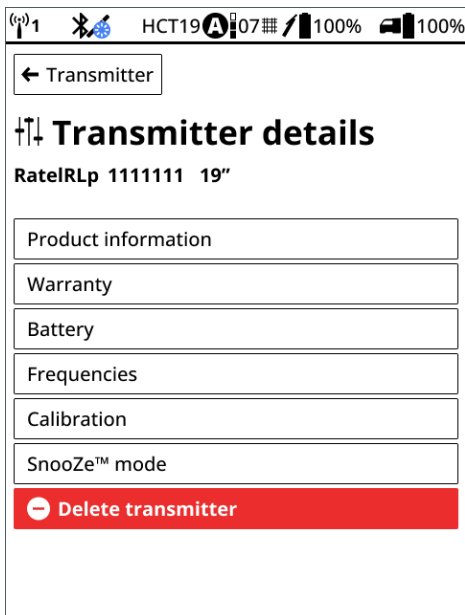 1 HCT19 A 07 100% 100%
← Transmitter
Transmitter details
RatelRLp 1111111 19”
Product information
Warranty
Battery
Frequencies
Calibration
SnooZe™ mode
Delete transmitter